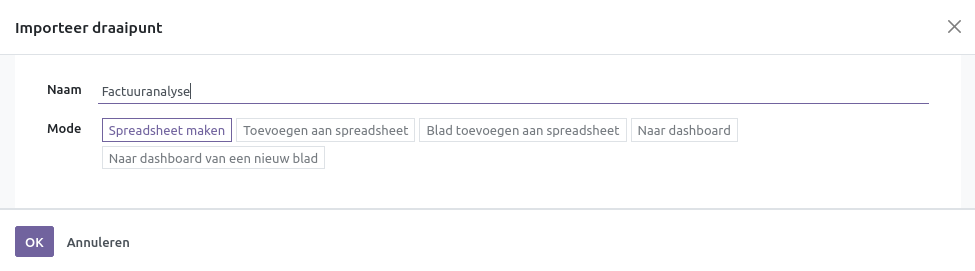 Importeer draaipunt
Naam Factuuranalyse
Mode Spreadsheet maken Toevoegen aan spreadsheet Blad toevoegen aan spreadsheet Naar dashboard
Naar dashboard van een nieuw blad
OK Annuleren